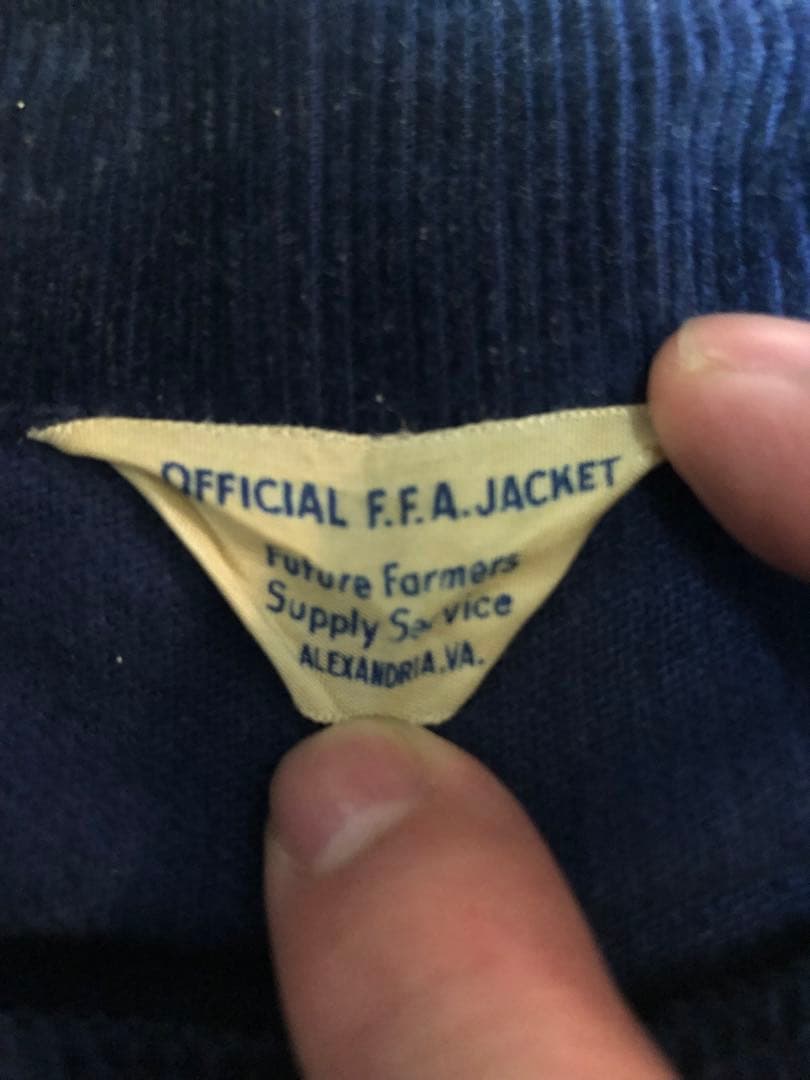 OFFICIAL F.F.A. JACKET
Future Farmers
Supply Service
ALEXANDRIA, VA.